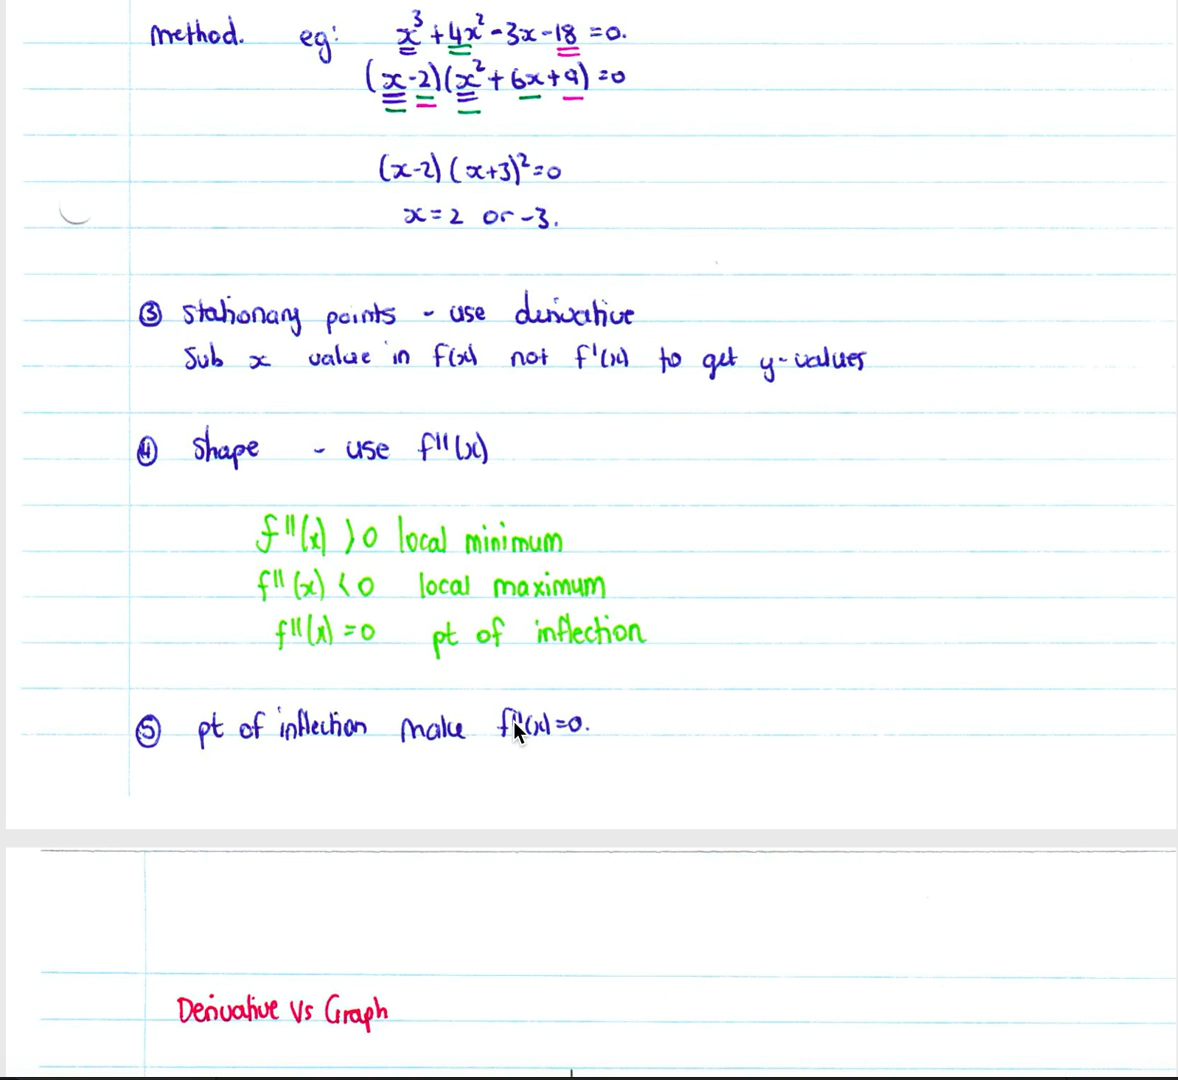 method. eg: x³ + 4x² - 3x - 18 = 0.
(x - 2)(x² + 6x + 9) = 0
(x-2)(x+3)² = 0
x = 2 or -3.
③ stationary points - use derivative
Sub x value in f(x) not f'(x) to get y-values
④ shape - use f''(x)
f''(x) > 0 local minimum
f''(x) < 0 local maximum
f''(x) = 0 pt of inflection
⑤ pt of inflection make f''(x) = 0.
Derivative Vs Graph